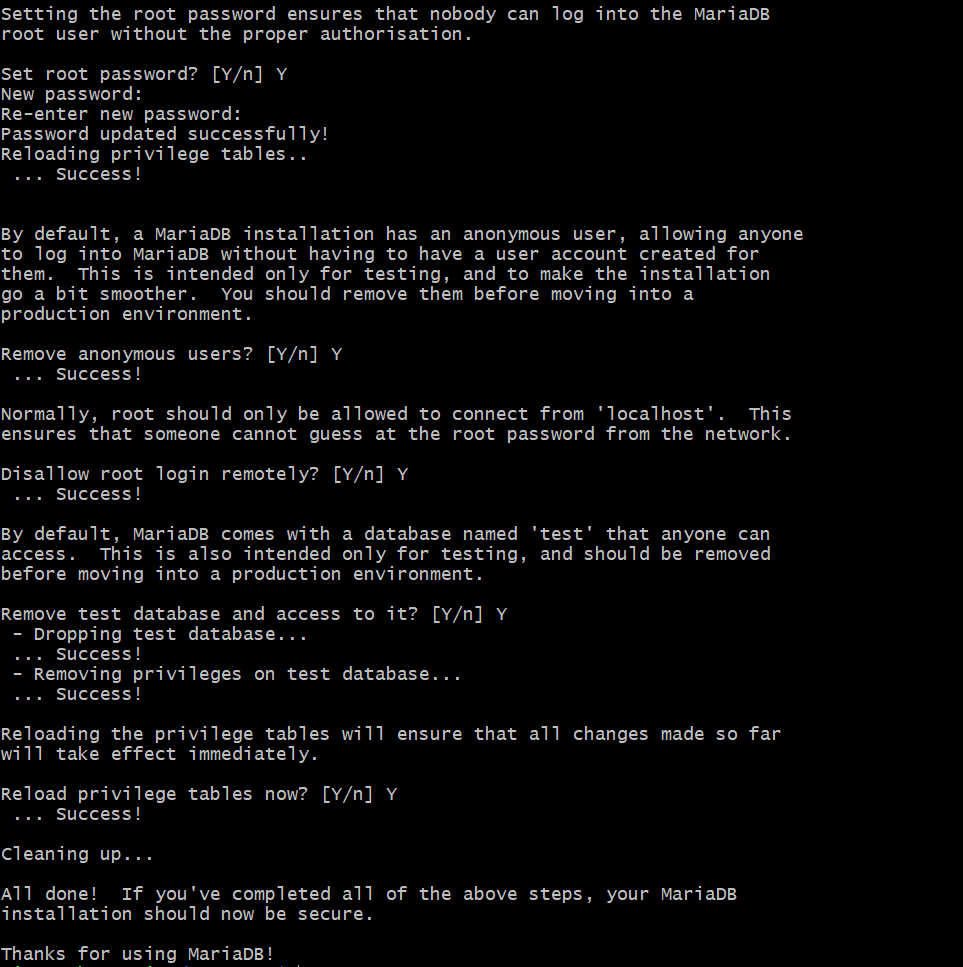 Setting the root password ensures that nobody can log into the MariaDB
root user without the proper authorisation.
Set root password? [Y/n] Y
New password:
Re-enter new password:
Password updated successfully!
Reloading privilege tables..
 ... Success!
By default, a MariaDB installation has an anonymous user, allowing anyone
to log into MariaDB without having to have a user account created for
them.  This is intended only for testing, and to make the installation
go a bit smoother.  You should remove them before moving into a
production environment.
Remove anonymous users? [Y/n] Y
 ... Success!
Normally, root should only be allowed to connect from 'localhost'.  This
ensures that someone cannot guess at the root password from the network.
Disallow root login remotely? [Y/n] Y
 ... Success!
By default, MariaDB comes with a database named 'test' that anyone can
access.  This is also intended only for testing, and should be removed
before moving into a production environment.
Remove test database and access to it? [Y/n] Y
 - Dropping test database...
 ... Success!
 - Removing privileges on test database...
 ... Success!
Reloading the privilege tables will ensure that all changes made so far
will take effect immediately.
Reload privilege tables now? [Y/n] Y
 ... Success!
Cleaning up...
All done!  If you've completed all of the above steps, your MariaDB
installation should now be secure.
Thanks for using MariaDB!